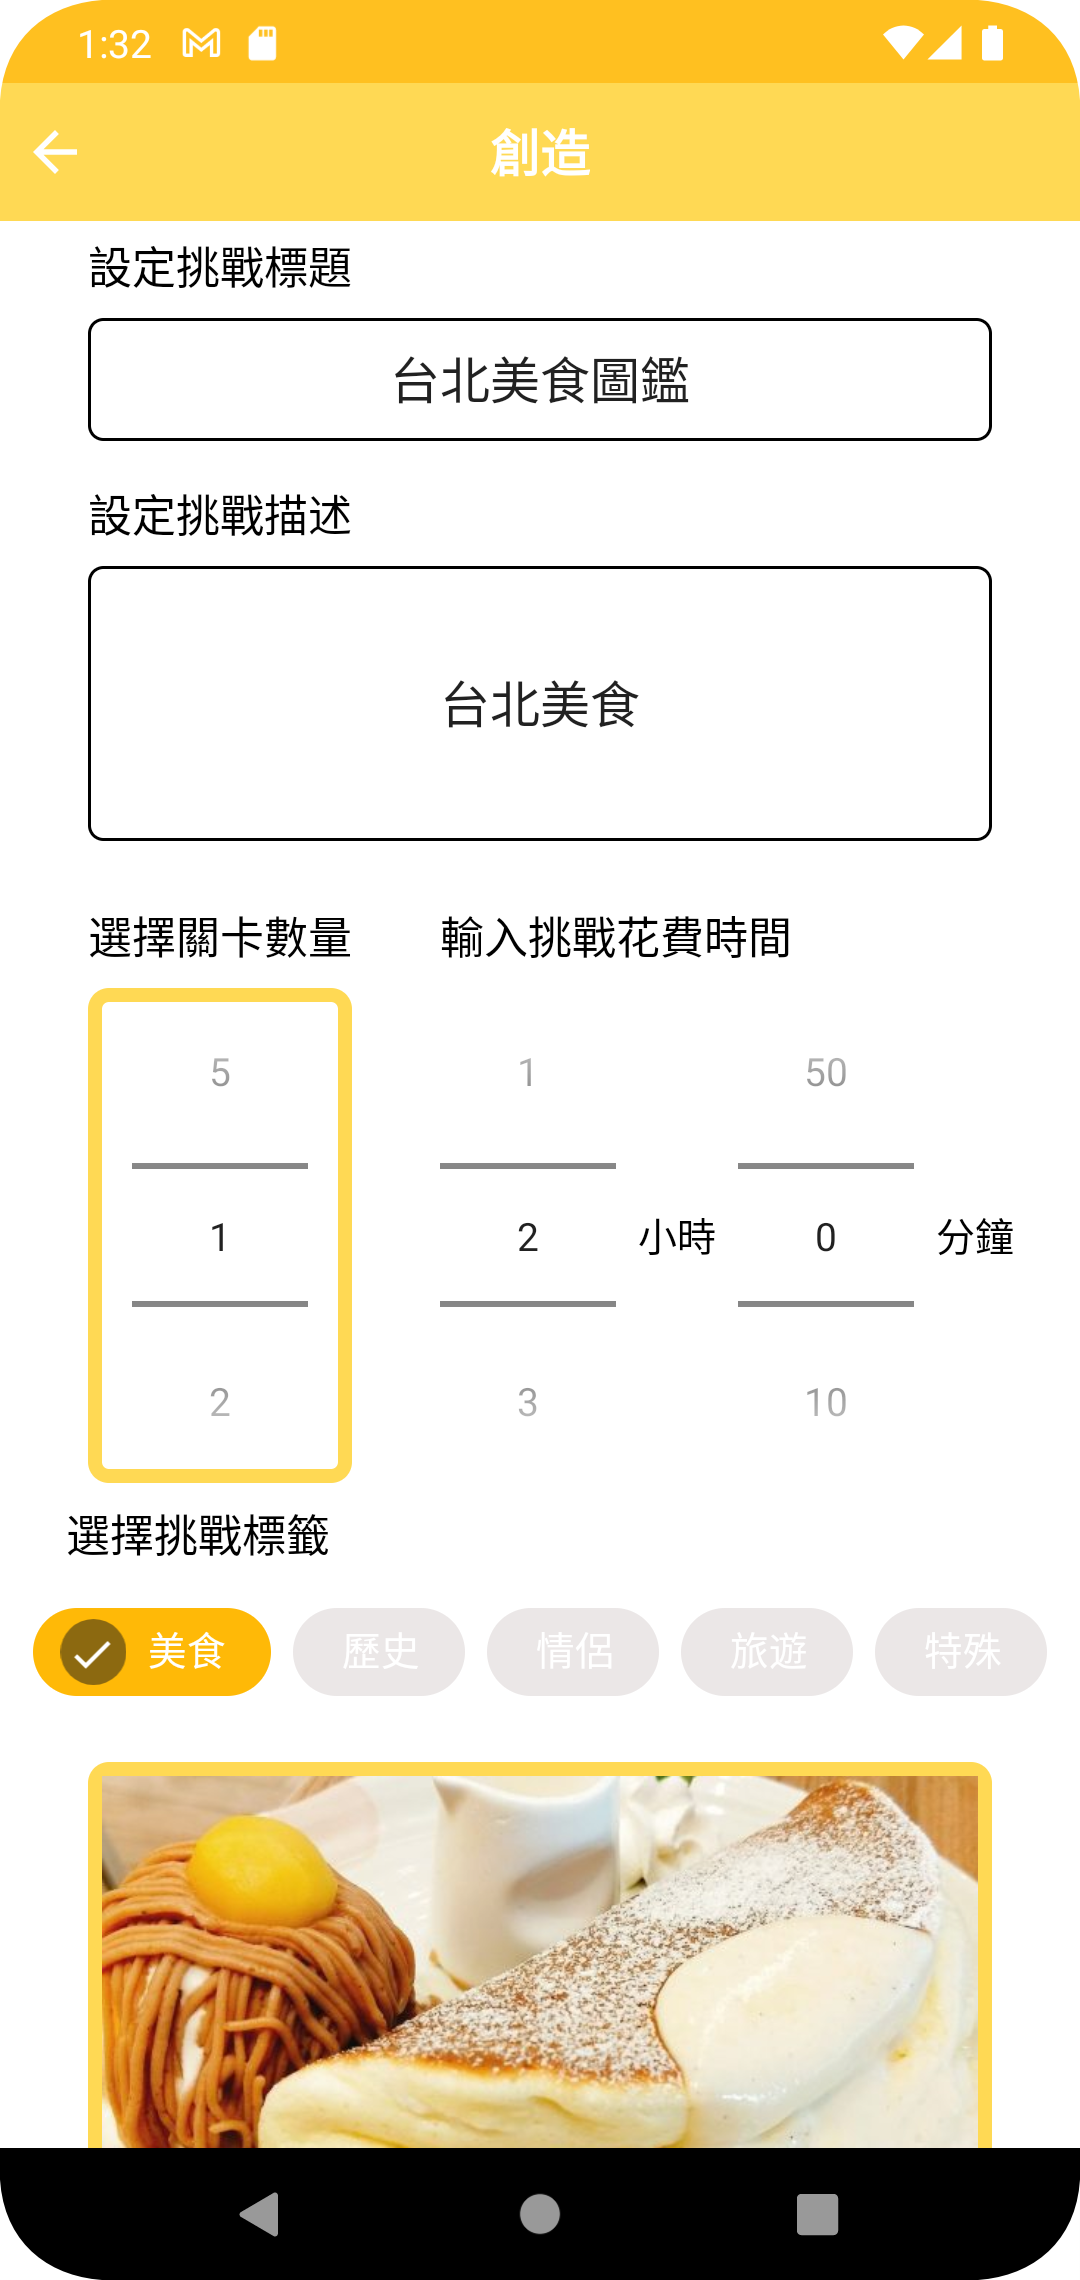 1:32
創造
設定挑戰標題
台北美食圖鑑
設定挑戰描述
台北美食
選擇關卡數量 輸入挑戰花費時間
5 1 50
1 2 小時 0 分鐘
2 3 10
選擇挑戰標籤
美食 歷史 情侶 旅遊 特殊